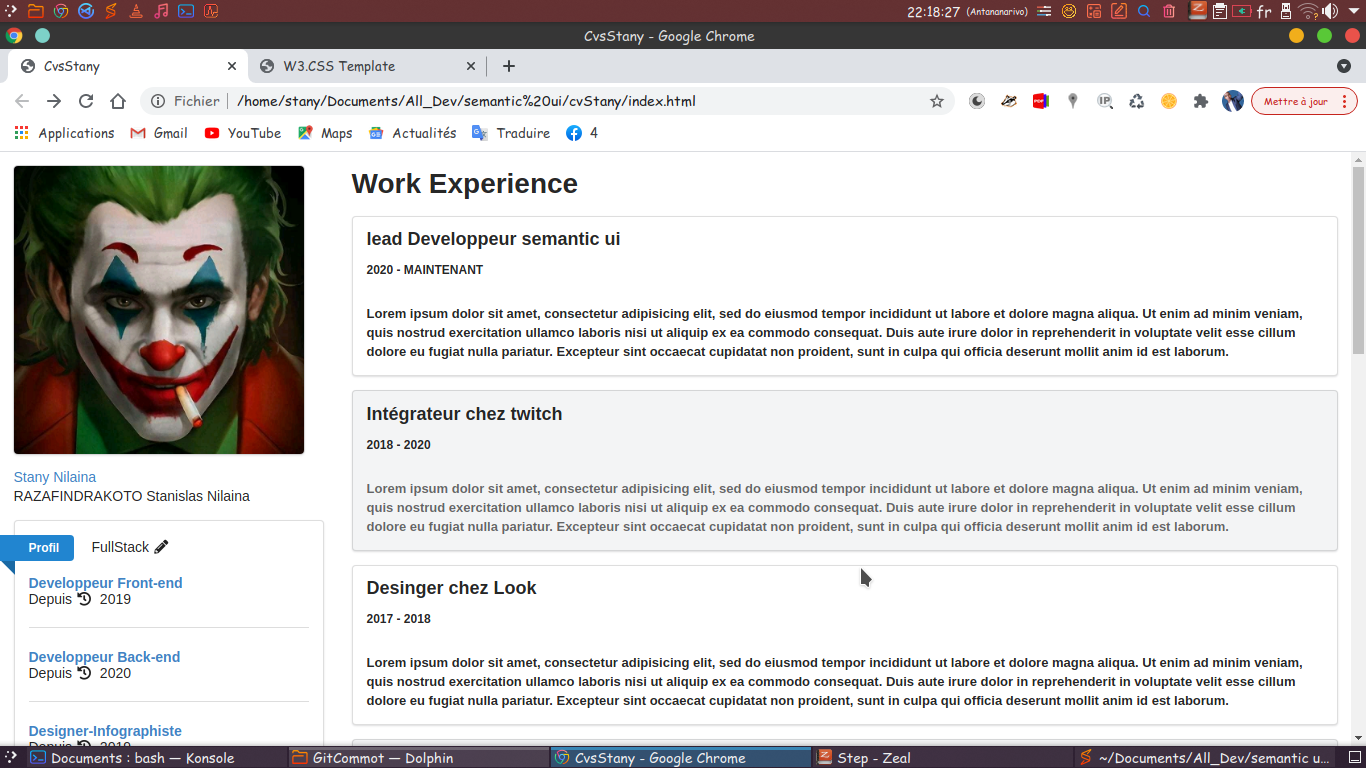 22:18:27 (Antananarivo) fr
CvsStany - Google Chrome
CvsStany W3.CSS Template
Fichier /home/stany/Documents/All_Dev/semantic%20ui/cvStany/index.html PDF IP Mettre à jour
Applications Gmail YouTube Maps Actualités Traduire 4
Work Experience
lead Developpeur semantic ui
2020 - MAINTENANT
Lorem ipsum dolor sit amet, consectetur adipisicing elit, sed do eiusmod tempor incididunt ut labore et dolore magna aliqua. Ut enim ad minim veniam,
quis nostrud exercitation ullamco laboris nisi ut aliquip ex ea commodo consequat. Duis aute irure dolor in reprehenderit in voluptate velit esse cillum
dolore eu fugiat nulla pariatur. Excepteur sint occaecat cupidatat non proident, sunt in culpa qui officia deserunt mollit anim id est laborum.
Intégrateur chez twitch
2018 - 2020
Lorem ipsum dolor sit amet, consectetur adipisicing elit, sed do eiusmod tempor incididunt ut labore et dolore magna aliqua. Ut enim ad minim veniam,
quis nostrud exercitation ullamco laboris nisi ut aliquip ex ea commodo consequat. Duis aute irure dolor in reprehenderit in voluptate velit esse cillum
dolore eu fugiat nulla pariatur. Excepteur sint occaecat cupidatat non proident, sunt in culpa qui officia deserunt mollit anim id est laborum.
Desinger chez Look
2017 - 2018
Lorem ipsum dolor sit amet, consectetur adipisicing elit, sed do eiusmod tempor incididunt ut labore et dolore magna aliqua. Ut enim ad minim veniam,
quis nostrud exercitation ullamco laboris nisi ut aliquip ex ea commodo consequat. Duis aute irure dolor in reprehenderit in voluptate velit esse cillum
dolore eu fugiat nulla pariatur. Excepteur sint occaecat cupidatat non proident, sunt in culpa qui officia deserunt mollit anim id est laborum.
Stany Nilaina
RAZAFINDRAKOTO Stanislas Nilaina
Profil FullStack
Developpeur Front-end
Depuis 2019
Developpeur Back-end
Depuis 2020
Designer-Infographiste
Depuis 2019
Documents : bash — Konsole GitCommot — Dolphin CvsStany - Google Chrome Step - Zeal ~/Documents/All_Dev/semantic u...